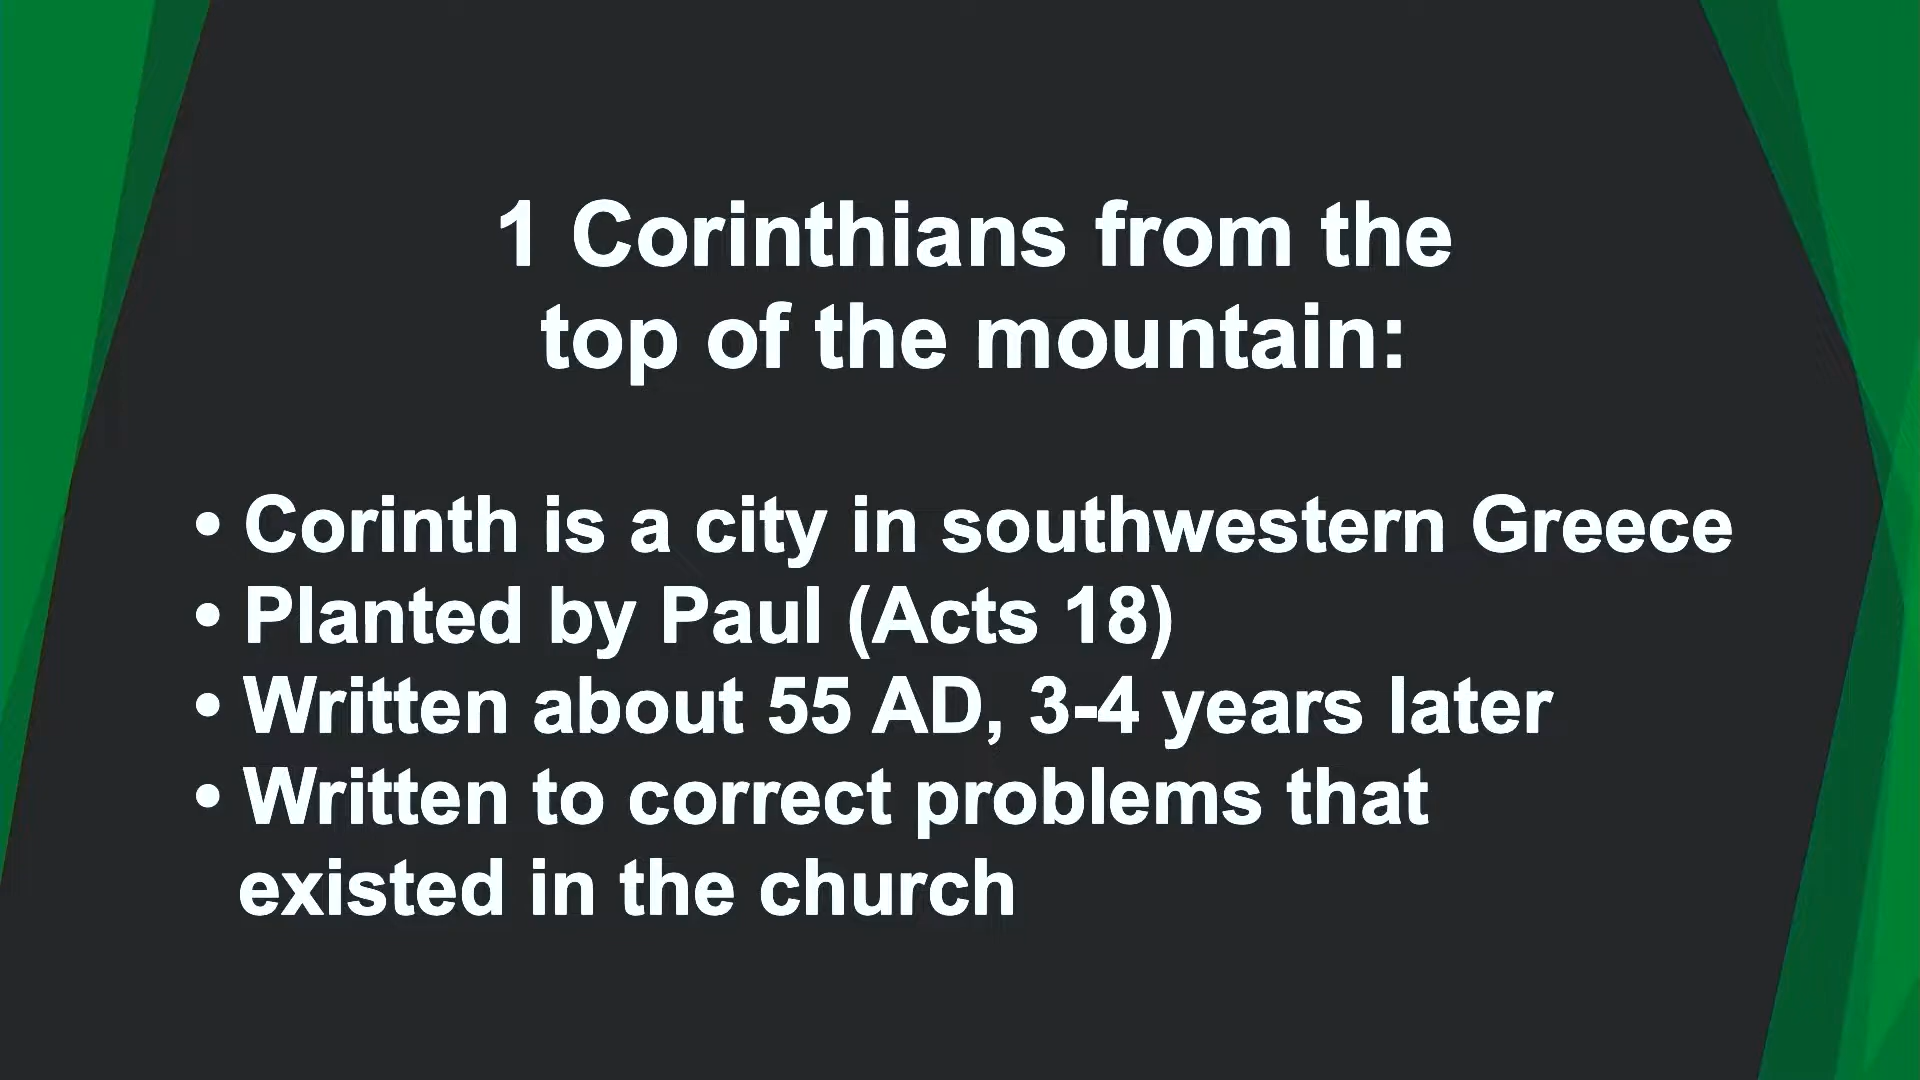 1 Corinthians from the
top of the mountain:
• Corinth is a city in southwestern Greece
• Planted by Paul (Acts 18)
• Written about 55 AD, 3-4 years later
• Written to correct problems that
existed in the church